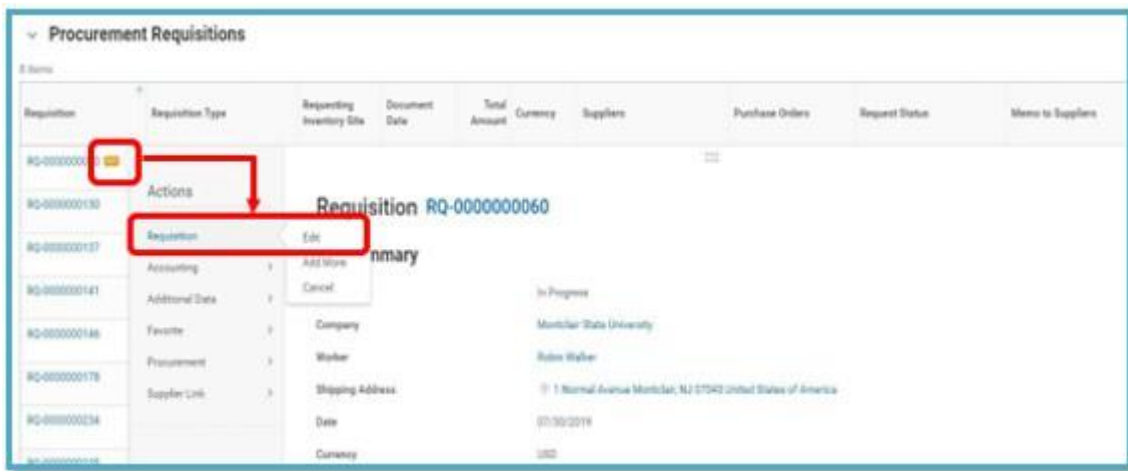 Procurement Requisitions
8 items
Requisition
Requisition Type
Requesting Inventory Site
Document Date
Total Amount
Currency
Suppliers
Purchase Orders
Request Status
Memo to Suppliers
RQ-0000000130
RQ-0000000137
RQ-0000000141
RQ-0000000146
RQ-0000000178
RQ-0000000234
Actions
Requisition
Accounting
Additional Data
Favorite
Procurement
Supplier Link
Edit
Add More
Cancel
Requisition RQ-0000000060
In Progress
Company
Montclair State University
Worker
Robin Walker
Shipping Address
1 Normal Avenue Montclair, NJ 07043 United States of America
Date
07/30/2019
Currency
USD